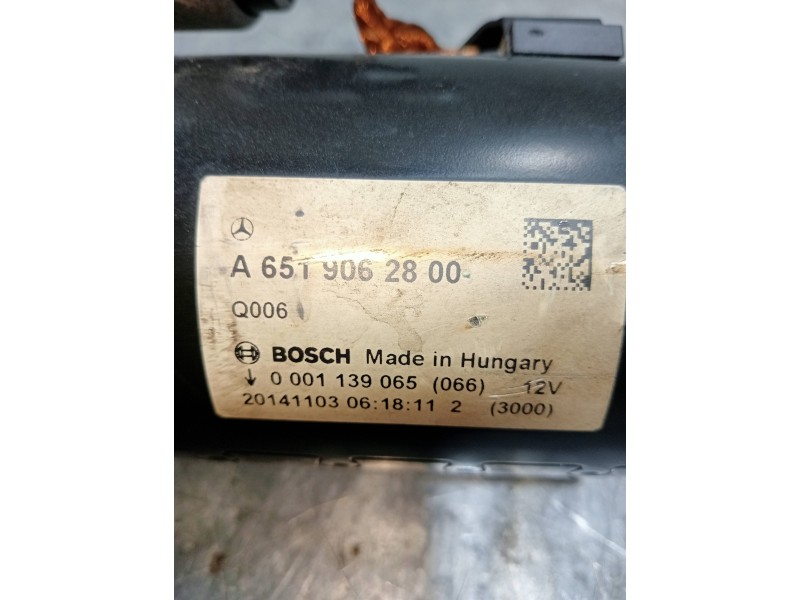 A 651 906 28 00
Q006
BOSCH Made in Hungary
↓ 0 001 139 065 (066) 12V
20141103 06:18:11 2 (3000)